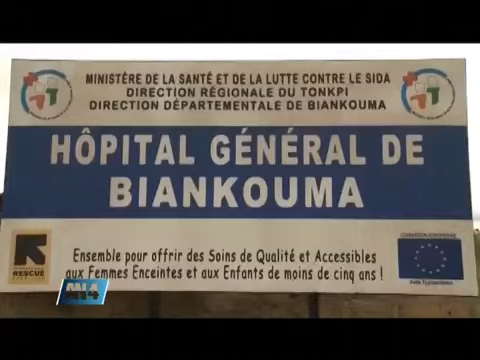 MINISTÈRE DE LA SANTÉ ET DE LA LUTTE CONTRE LE SIDA
DIRECTION RÉGIONALE DU TONKPI
DIRECTION DÉPARTEMENTALE DE BIANKOUMA
HÔPITAL GÉNÉRAL DE
BIANKOUMA
Ensemble pour offrir des Soins de Qualité et Accessibles
aux Femmes Enceintes et aux Enfants de moins de cinq ans !
RESCUE